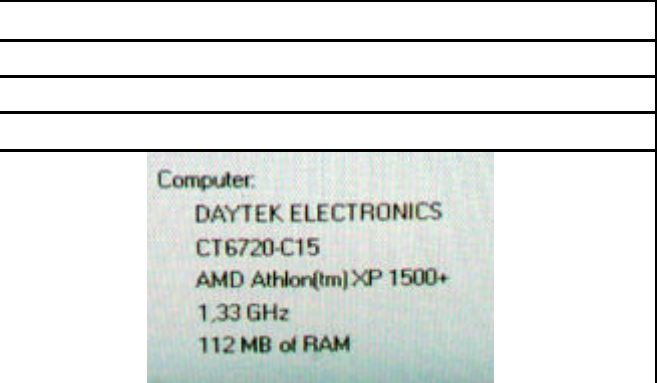 Computer:
DAYTEK ELECTRONICS
CT6720-C15
AMD Athlon(tm) XP 1500+
1,33 GHz
112 MB of RAM